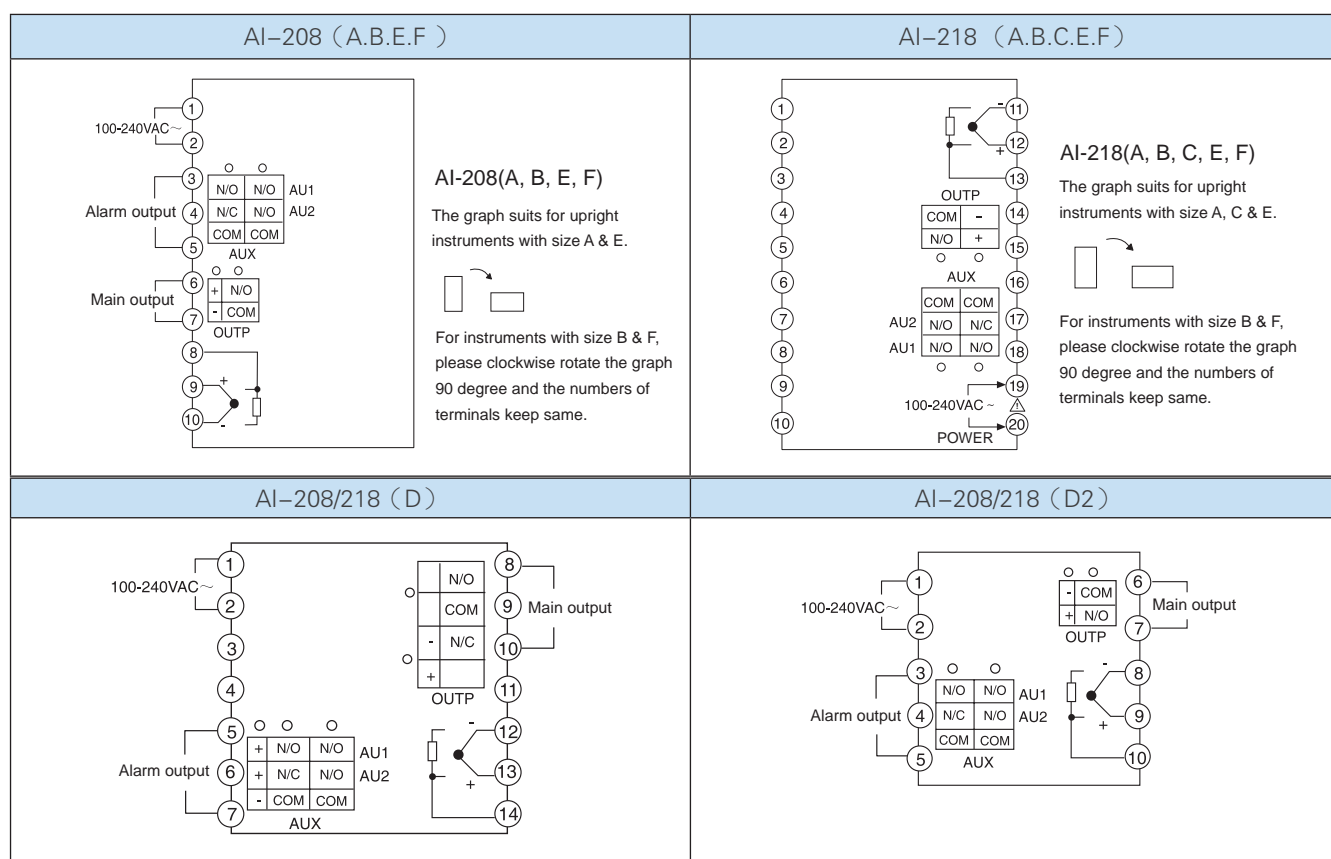 AI–208（A.B.E.F ）
AI–218 （A.B.C.E.F）
1
100-240VAC～
2
3
N/O N/O AU1
Alarm output 4 N/C N/O AU2
COM COM
5
AUX
6
+ N/O
Main output
- COM
7
OUTP
8
9 +
10 -
AI-208(A, B, E, F)
The graph suits for upright
instruments with size A & E.
For instruments with size B & F,
please clockwise rotate the graph
90 degree and the numbers of
terminals keep same.
1
2
3
4
5
6
7
8
9
10
- 11
+ 12
13
OUTP
COM - 14
N/O + 15
AUX
16
COM COM
AU2 N/O N/C 17
AU1 N/O N/O 18
19
100-240VAC ~
20
POWER
AI-218(A, B, C, E, F)
The graph suits for upright
instruments with size A, C & E.
For instruments with size B & F,
please clockwise rotate the graph
90 degree and the numbers of
terminals keep same.
AI–208/218（D）
AI–208/218（D2）
1
100-240VAC～
2
3
4
5
+ N/O N/O AU1
Alarm output 6 + N/C N/O AU2
- COM COM
7
AUX
N/O 8
COM 9 Main output
- N/C 10
+
11
OUTP
- 12
13
+
14
1
100-240VAC～
2
3
N/O N/O AU1
Alarm output 4 N/C N/O AU2
COM COM
5
AUX
- COM 6
Main output
+ N/O
7
OUTP
- 8
+ 9
10